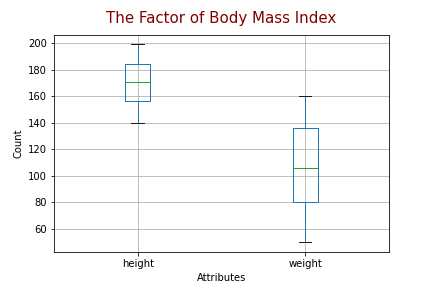 The Factor of Body Mass Index
200
180
160
140
120
100
80
60
Count
height weight
Attributes